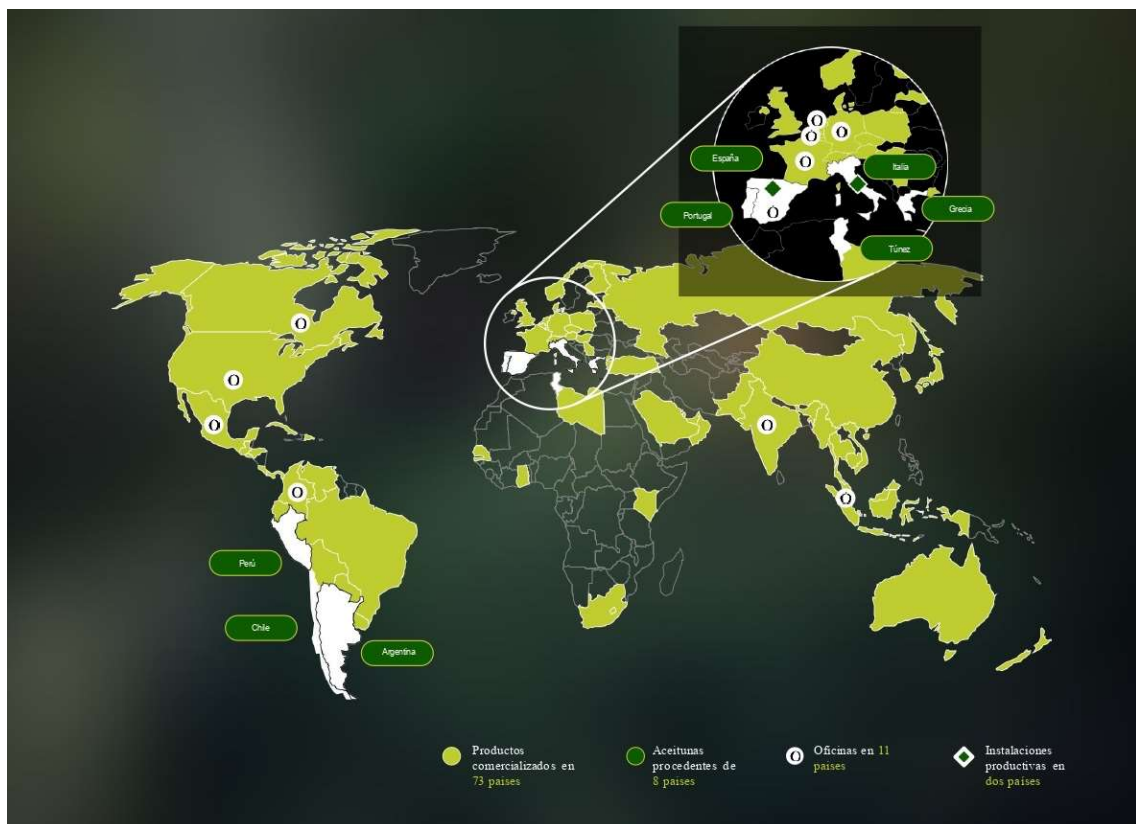 España
Italia
Portugal
Grecia
Túnez
Perú
Chile
Argentina
Productos
comercializados en
73 países
Aceitunas
procedentes de
8 países
Oficinas en 11
países
Instalaciones
productivas en
dos países